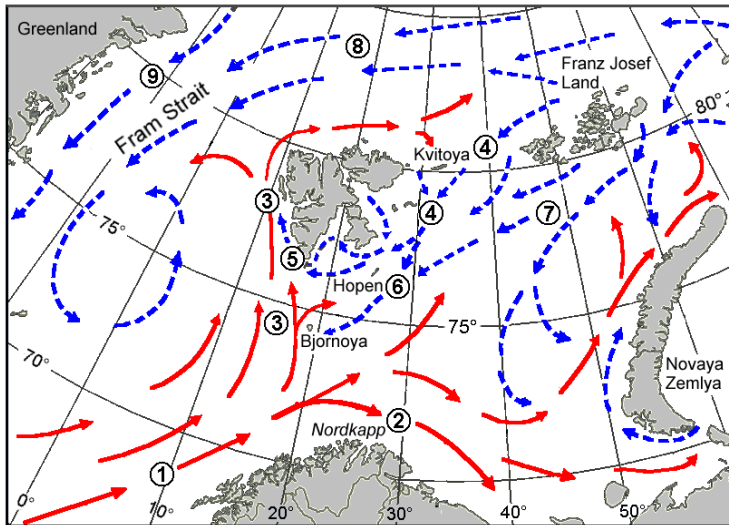 Greenland
8
9
Franz Josef
Land
Fram Strait
80°
4
Kvitoya
3
4
7
75°
5
Hopen
6
3
75°
Bjornoya
70°
Novaya
Zemlya
2
Nordkapp
1
0°
10°
20°
30°
40°
50°